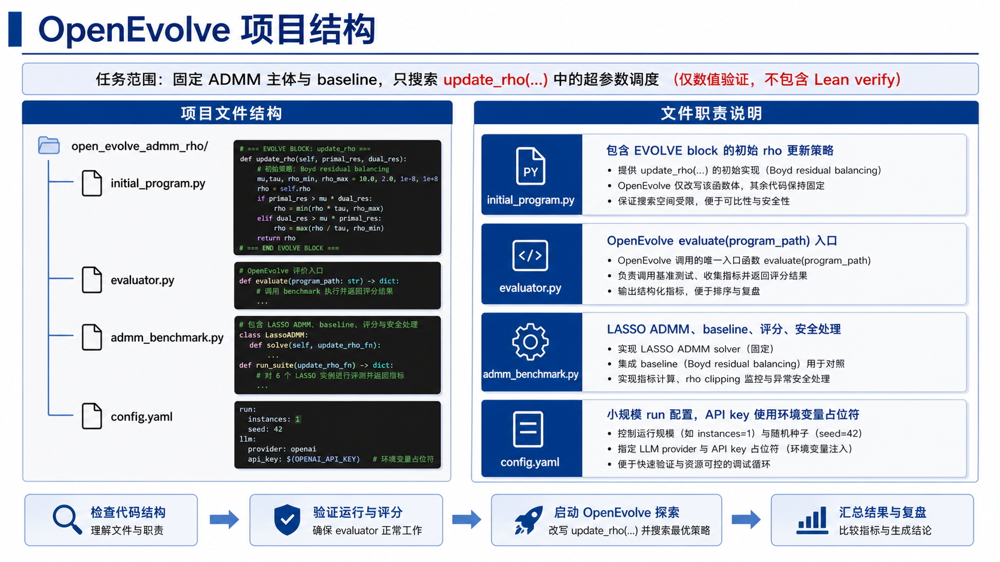 OpenEvolve 项目结构
任务范围：固定 ADMM 主体与 baseline，只搜索 update_rho(...) 中的超参数调度 （仅数值验证，不包含 Lean verify）
项目文件结构
open_evolve_admm_rho/
initial_program.py
# === EVOLVE BLOCK: update_rho ===
def update_rho(self, primal_res, dual_res):
# 初始策略: Boyd residual balancing
mu,tau, rho_min, rho_max = 10.0, 2.0, 1e-8, 1e+8
rho = self.rho
if primal_res > mu * dual_res:
rho = min(rho * tau, rho_max)
elif dual_res > mu * primal_res:
rho = max(rho / tau, rho_min)
return rho
# === END EVOLVE BLOCK ===
evaluator.py
# OpenEvolve 评价入口
def evaluate(program_path: str) -> dict:
# 调用 benchmark 执行并返回评分结果
...
admm_benchmark.py
# 包含 LASSO ADMM、baseline、评分与安全处理
class LassoADMM:
def solve(self, update_rho_fn):
...
def run_suite(update_rho_fn) -> dict:
# 对 6 个 LASSO 实例进行评测并返回指标
...
config.yaml
run:
instances: 1
seed: 42
llm:
provider: openai
api_key: $(OPENAI_API_KEY) # 环境变量占位符
文件职责说明
PY
initial_program.py
包含 EVOLVE block 的初始 rho 更新策略
• 提供 update_rho(...) 的初始实现（Boyd residual balancing）
• OpenEvolve 仅改写该函数体，其余代码保持固定
• 保证搜索空间受限，便于可比性与安全性
</>
evaluator.py
OpenEvolve evaluate(program_path) 入口
• OpenEvolve 调用的唯一入口函数 evaluate(program_path)
• 负责调用基准测试、收集指标并返回评分结果
• 输出结构化指标，便于排序与复盘
admm_benchmark.py
LASSO ADMM、baseline、评分、安全处理
• 实现 LASSO ADMM solver（固定）
• 集成 baseline（Boyd residual balancing）用于对照
• 实现指标计算、rho clipping 监控与异常安全处理
config.yaml
小规模 run 配置，API key 使用环境变量占位符
• 控制运行规模（如 instances=1）与随机种子（seed=42）
• 指定 LLM provider 与 API key 占位符（环境变量注入）
• 便于快速验证与资源可控的调试循环
检查代码结构
理解文件与职责
验证运行与评分
确保 evaluator 正常工作
启动 OpenEvolve 探索
改写 update_rho(...) 并搜索最优策略
汇总结果与复盘
比较指标与生成结论